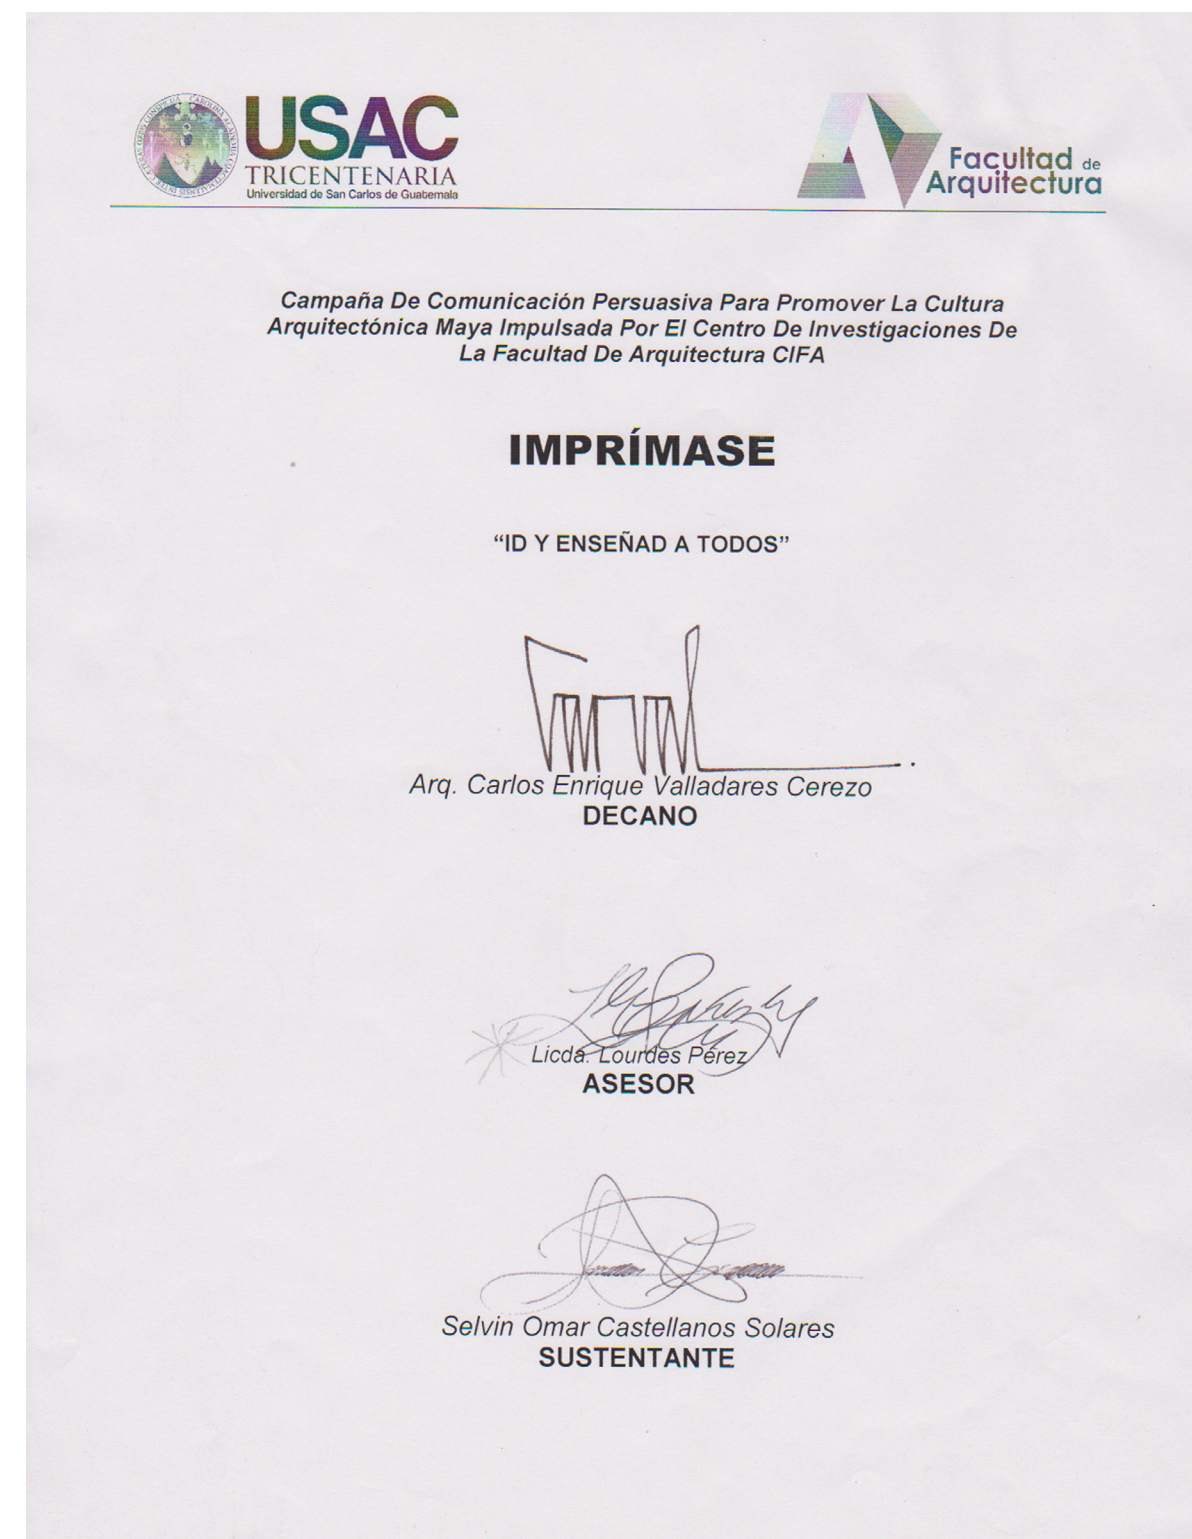 USAC
TRICENTENARIA
Universidad de San Carlos de Guatemala
Facultad de
Arquitectura
Campaña De Comunicación Persuasiva Para Promover La Cultura
Arquitectónica Maya Impulsada Por El Centro De Investigaciones De
La Facultad De Arquitectura CIFA
IMPRÍMASE
“ID Y ENSEÑAD A TODOS”
Arq. Carlos Enrique Valladares Cerezo
DECANO
Licda. Lourdes Pérez
ASESOR
Selvin Omar Castellanos Solares
SUSTENTANTE